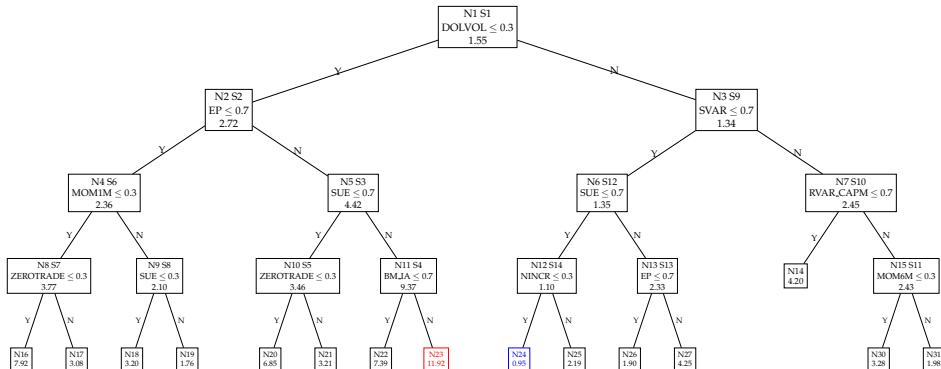 N1 S1
DOLVOL ≤ 0.3
1.55
Y
N
N2 S2
EP ≤ 0.7
2.72
N3 S9
SVAR ≤ 0.7
1.34
Y
N
Y
N
N4 S6
MOM1M ≤ 0.3
2.36
N5 S3
SUE ≤ 0.7
4.42
N6 S12
SUE ≤ 0.7
1.35
N7 S10
RVAR_CAPM ≤ 0.7
2.45
Y
N
Y
N
Y
N
Y
N
N8 S7
ZEROTRADE ≤ 0.3
3.77
N9 S8
SUE ≤ 0.3
2.10
N10 S5
ZEROTRADE ≤ 0.3
3.46
N11 S4
BM_IA ≤ 0.7
9.37
N12 S14
NINCR ≤ 0.3
1.10
N13 S13
EP ≤ 0.7
2.33
N14
4.20
N15 S11
MOM6M ≤ 0.3
2.43
Y
N
Y
N
Y
N
Y
N
Y
N
Y
N
Y
N
N16
7.92
N17
3.08
N18
3.20
N19
1.76
N20
6.85
N21
3.21
N22
7.39
N23
11.92
N24
0.95
N25
2.19
N26
1.90
N27
4.25
N30
3.28
N31
1.98